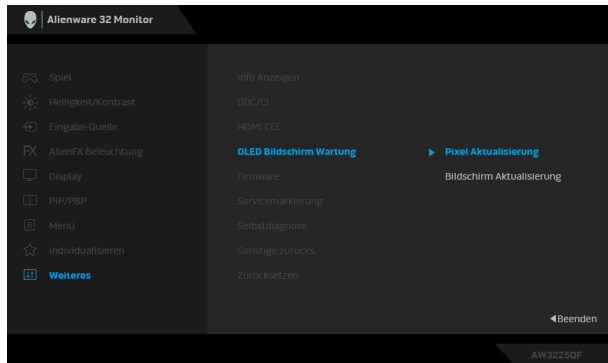 Alienware 32 Monitor
Spiel
Helligkeit/Kontrast
Eingabe-Quelle
AlienFX Beleuchtung
Display
PIP/PBP
Menü
Individualisieren
Weiteres
Info Anzeigen
DDC/CI
HDMI CEC
OLED Bildschirm Wartung
Firmware
Servicemarkierung
Selbstdiagnose
Sonstige zurücks.
Zurücksetzen
Pixel Aktualisierung
Bildschirm Aktualisierung
Beenden
AW3225QF